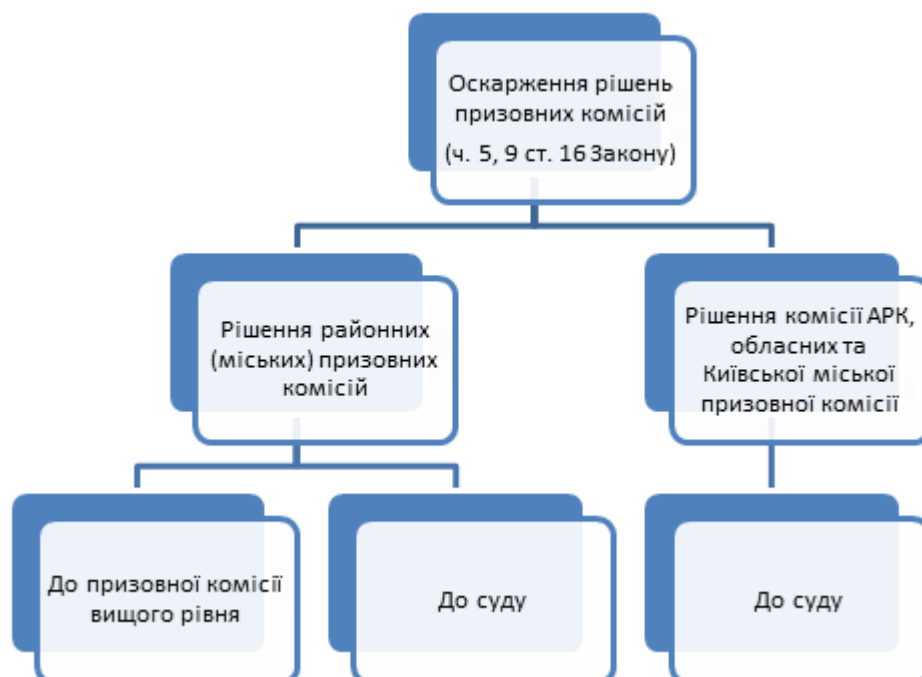 Оскарження рішень
призовних комісій
(ч. 5, 9 ст. 16 Закону)
Рішення районних
(міських) призовних
комісій
Рішення комісії АРК,
обласних та
Київської міської
призовної комісії
До призовної комісії
вищого рівня
До суду
До суду